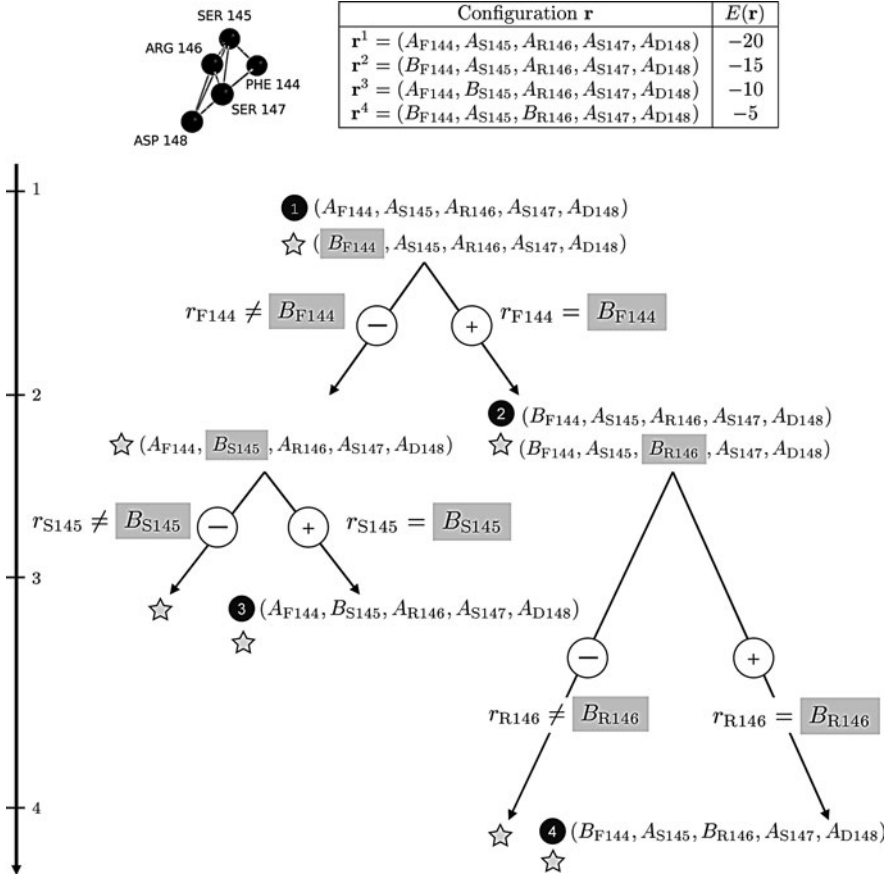 SER 145
ARG 146
PHE 144
SER 147
ASP 148
Configuration r E(r)
r¹ = (A_F144, A_S145, A_R146, A_S147, A_D148) −20
r² = (B_F144, A_S145, A_R146, A_S147, A_D148) −15
r³ = (A_F144, B_S145, A_R146, A_S147, A_D148) −10
r⁴ = (B_F144, A_S145, B_R146, A_S147, A_D148) −5
1
1 (A_F144, A_S145, A_R146, A_S147, A_D148)
(B_F144, A_S145, A_R146, A_S147, A_D148)
r_F144 ≠ B_F144 − + r_F144 = B_F144
2
2 (B_F144, A_S145, A_R146, A_S147, A_D148)
(A_F144, B_S145, A_R146, A_S147, A_D148)
(B_F144, A_S145, B_R146, A_S147, A_D148)
r_S145 ≠ B_S145 − + r_S145 = B_S145
3
3 (A_F144, B_S145, A_R146, A_S147, A_D148)
− +
r_R146 ≠ B_R146 r_R146 = B_R146
4
4 (B_F144, A_S145, B_R146, A_S147, A_D148)